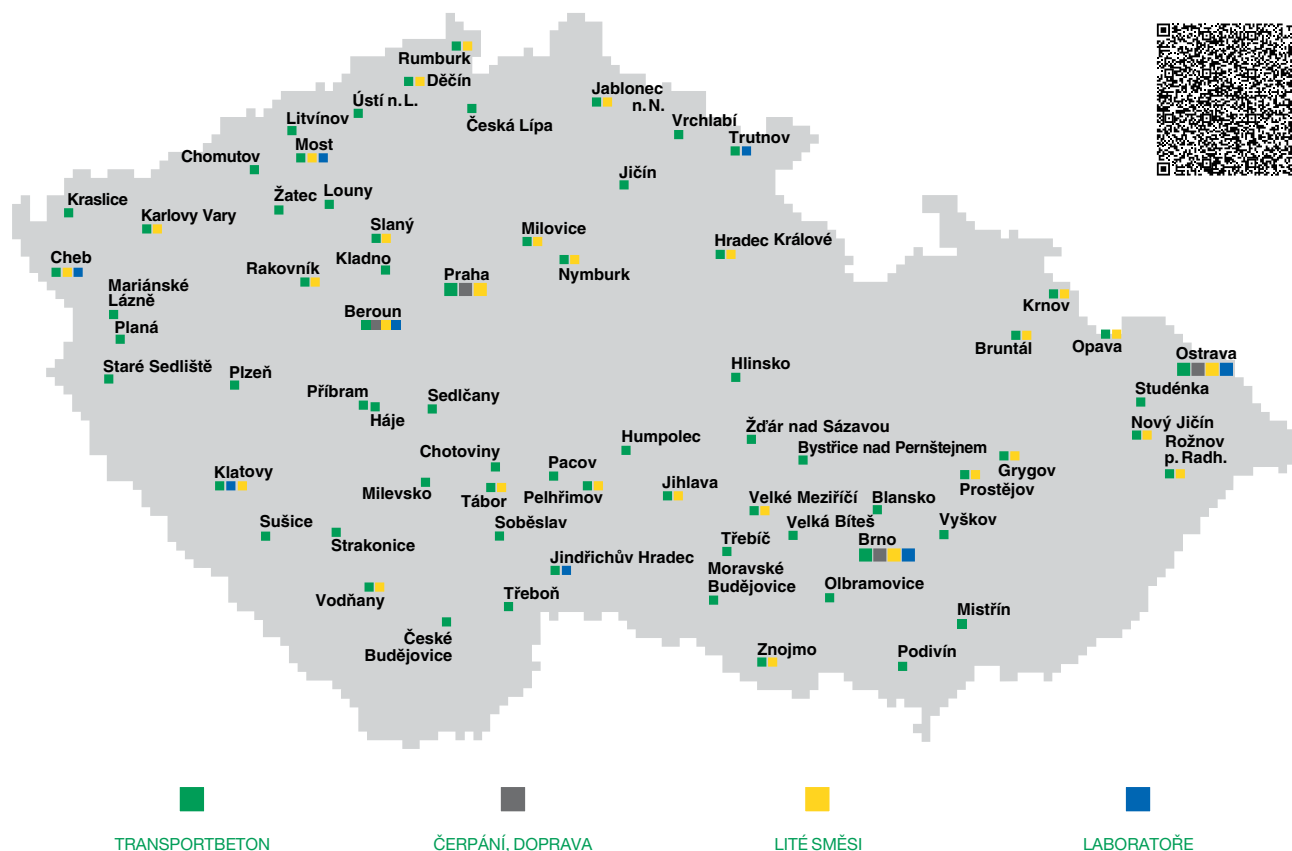 Rumburk
Děčín
Ústí n. L.
Česká Lípa
Jablonec
n. N.
Litvínov
Vrchlabí
Trutnov
Most
Chomutov
Jičín
Žatec
Louny
Kraslice
Karlovy Vary
Slaný
Milovice
Hradec Králové
Cheb
Kladno
Rakovník
Praha
Nymburk
Mariánské
Lázně
Beroun
Krnov
Planá
Bruntál
Opava
Ostrava
Staré Sedliště
Plzeň
Hlinsko
Studénka
Příbram
Háje
Sedlčany
Nový Jičín
Rožnov
p. Radh.
Žďár nad Sázavou
Humpolec
Bystřice nad Pernštejnem
Chotoviny
Pacov
Grygov
Klatovy
Milevsko
Tábor
Pelhřimov
Jihlava
Prostějov
Velké Meziříčí
Blansko
Sušice
Strakonice
Soběslav
Velká Bíteš
Vyškov
Třebíč
Brno
Jindřichův Hradec
Moravské
Budějovice
Olbramovice
Vodňany
Třeboň
Mistřín
České
Budějovice
Znojmo
Podivín
TRANSPORTBETON
ČERPÁNÍ, DOPRAVA
LITÉ SMĚSI
LABORATOŘE